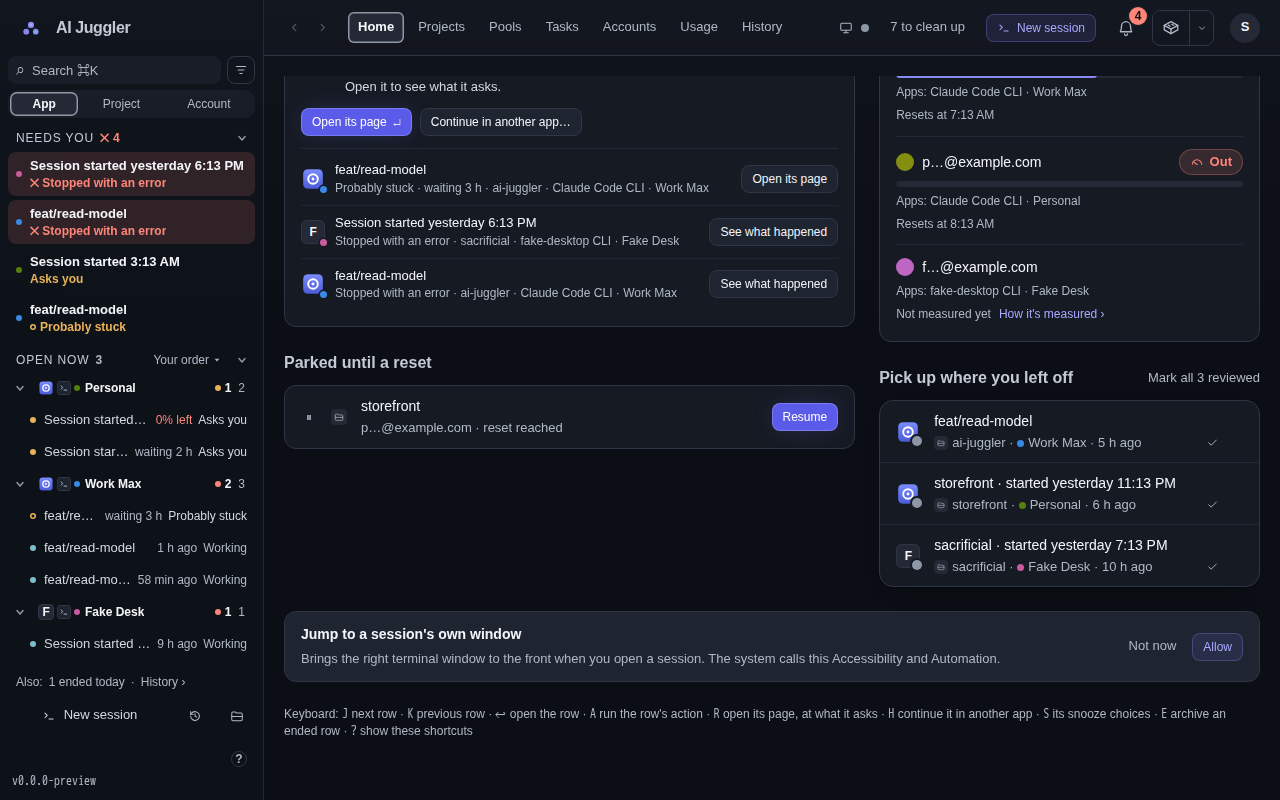 AI Juggler
Search ⌘K
App Project Account
NEEDS YOU 4
Session started yesterday 6:13 PM
Stopped with an error
feat/read-model
Stopped with an error
Session started 3:13 AM
Asks you
feat/read-model
Probably stuck
OPEN NOW 3 Your order
Personal 1 2
Session started… 0% left Asks you
Session star… waiting 2 h Asks you
Work Max 2 3
feat/re… waiting 3 h Probably stuck
feat/read-model 1 h ago Working
feat/read-mo… 58 min ago Working
F Fake Desk 1 1
Session started … 9 h ago Working
Also: 1 ended today · History ›
New session
?
v0.0.0-preview
Home Projects Pools Tasks Accounts Usage History
7 to clean up
New session
4
S
Open it to see what it asks.
Open its page ↵ Continue in another app…
feat/read-model
Probably stuck · waiting 3 h · ai-juggler · Claude Code CLI · Work Max
Open its page
F
Session started yesterday 6:13 PM
Stopped with an error · sacrificial · fake-desktop CLI · Fake Desk
See what happened
feat/read-model
Stopped with an error · ai-juggler · Claude Code CLI · Work Max
See what happened
Parked until a reset
storefront
p…@example.com · reset reached
Resume
Apps: Claude Code CLI · Work Max
Resets at 7:13 AM
p…@example.com Out
Apps: Claude Code CLI · Personal
Resets at 8:13 AM
f…@example.com
Apps: fake-desktop CLI · Fake Desk
Not measured yet How it's measured ›
Pick up where you left off Mark all 3 reviewed
feat/read-model
ai-juggler · Work Max · 5 h ago
storefront · started yesterday 11:13 PM
storefront · Personal · 6 h ago
F
sacrificial · started yesterday 7:13 PM
sacrificial · Fake Desk · 10 h ago
Jump to a session's own window
Brings the right terminal window to the front when you open a session. The system calls this Accessibility and Automation.
Not now Allow
Keyboard: J next row · K previous row · ↩ open the row · A run the row's action · R open its page, at what it asks · H continue it in another app · S its snooze choices · E archive an
ended row · ? show these shortcuts